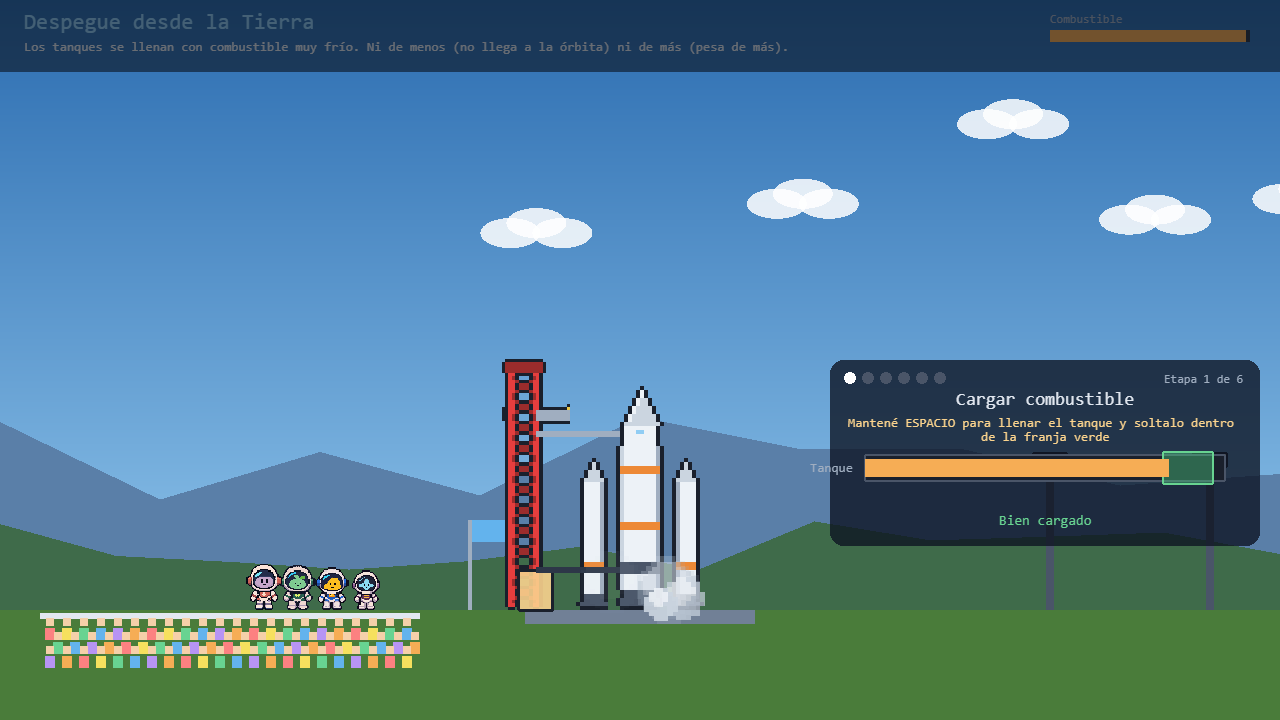 Despegue desde la Tierra
Los tanques se llenan con combustible muy frío. Ni de menos (no llega a la órbita) ni de más (pesa de más).
Combustible
Etapa 1 de 6
Cargar combustible
Mantené ESPACIO para llenar el tanque y soltalo dentro
de la franja verde
Tanque
Bien cargado